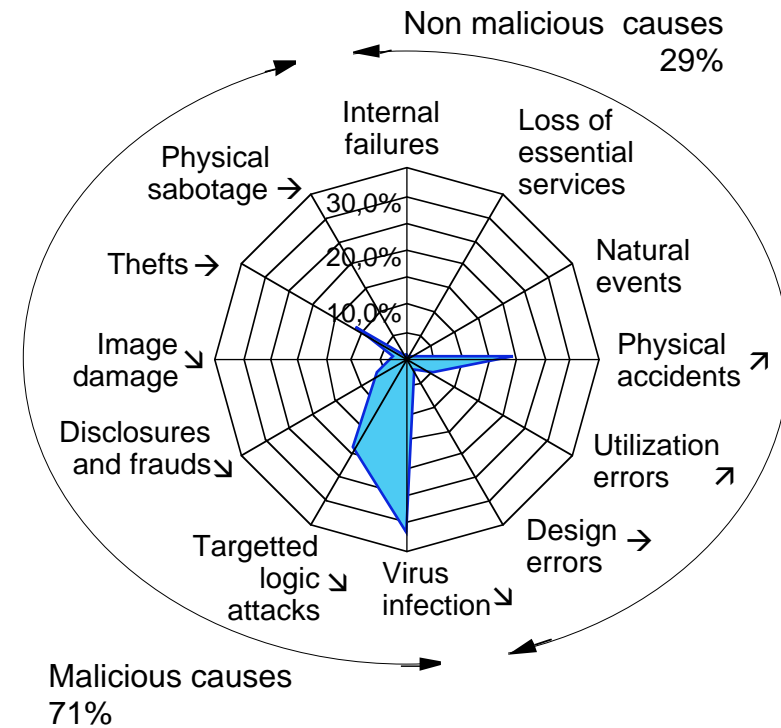 Non malicious causes
29%
Internal
failures
Loss of
essential
services
Physical
sabotage →
30,0%
20,0%
10,0%
Thefts →
Natural
events
Image
damage ↘
Physical
accidents ↗
Disclosures
and frauds ↘
Utilization
errors ↗
Targetted
logic
attacks ↘
Virus
infection ↘
Design
errors →
Malicious causes
71%